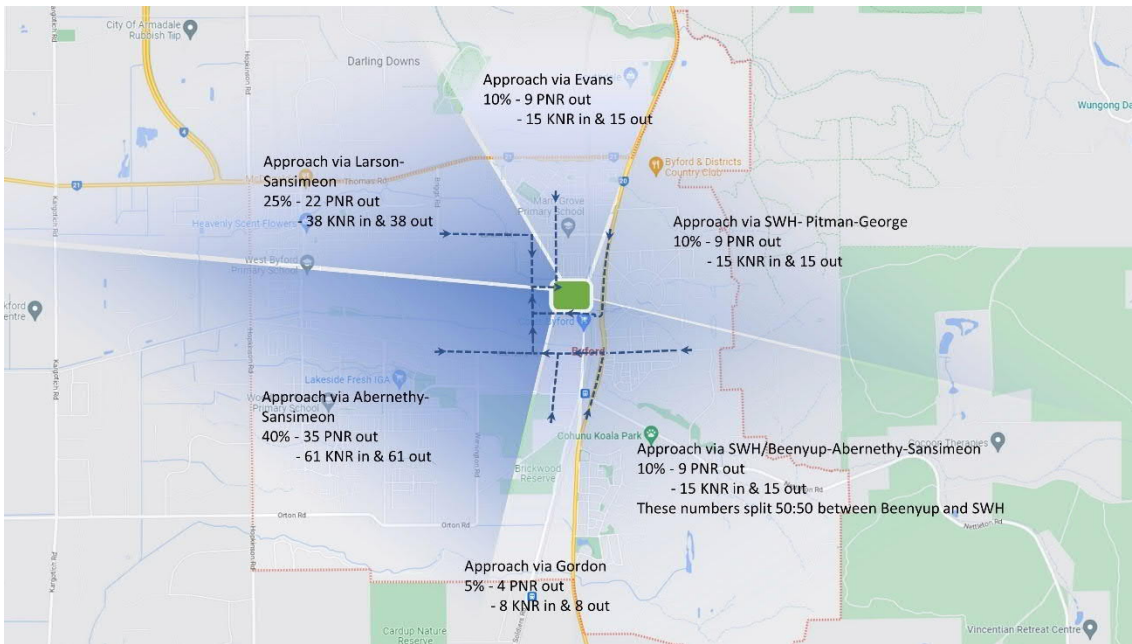 City Of Armadale
Rubbish Tip
Darling Downs
Wungong Da
Approach via Evans
10% - 9 PNR out
- 15 KNR in & 15 out
Byford & Districts
Country Club
Approach via Larson-
Sansimeon
25% - 22 PNR out
- 38 KNR in & 38 out
Thomas Rd
Heavenly Scent Flowers
Primary School
Approach via SWH- Pitman-George
10% - 9 PNR out
- 15 KNR in & 15 out
West Byford
Primary School
Hopkinson Rd
Kargotich Rd
Byford
Byford
Lakeside Fresh IGA
Primary School
Approach via Abernethy-
Sansimeon
40% - 35 PNR out
- 61 KNR in & 61 out
Cohunu Koala Park
Approach via SWH/Beenyup-Abernethy-Sansimeon
10% - 9 PNR out
- 15 KNR in & 15 out
These numbers split 50:50 between Beenyup and SWH
Brickwood
Reserve
Orton Rd
Orton Rd
Nettleton Rd
Approach via Gordon
5% - 4 PNR out
- 8 KNR in & 8 out
Cardup Nature
Reserve
Vincentian Retreat Centre